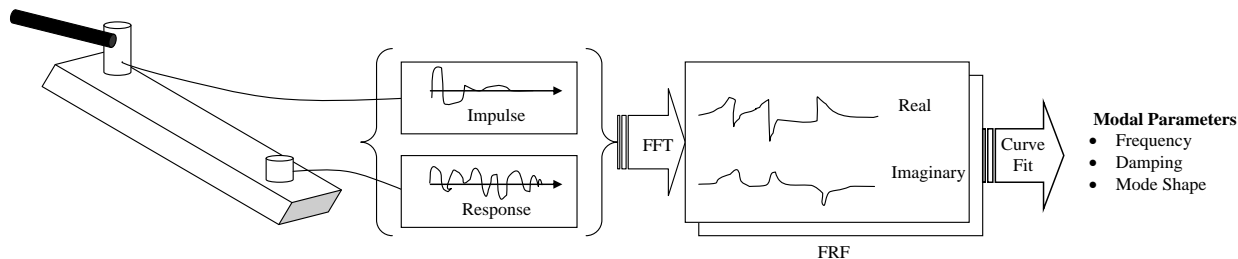 Impulse
Response
FFT
Real
Imaginary
FRF
Curve
Fit
Modal Parameters
• Frequency
• Damping
• Mode Shape